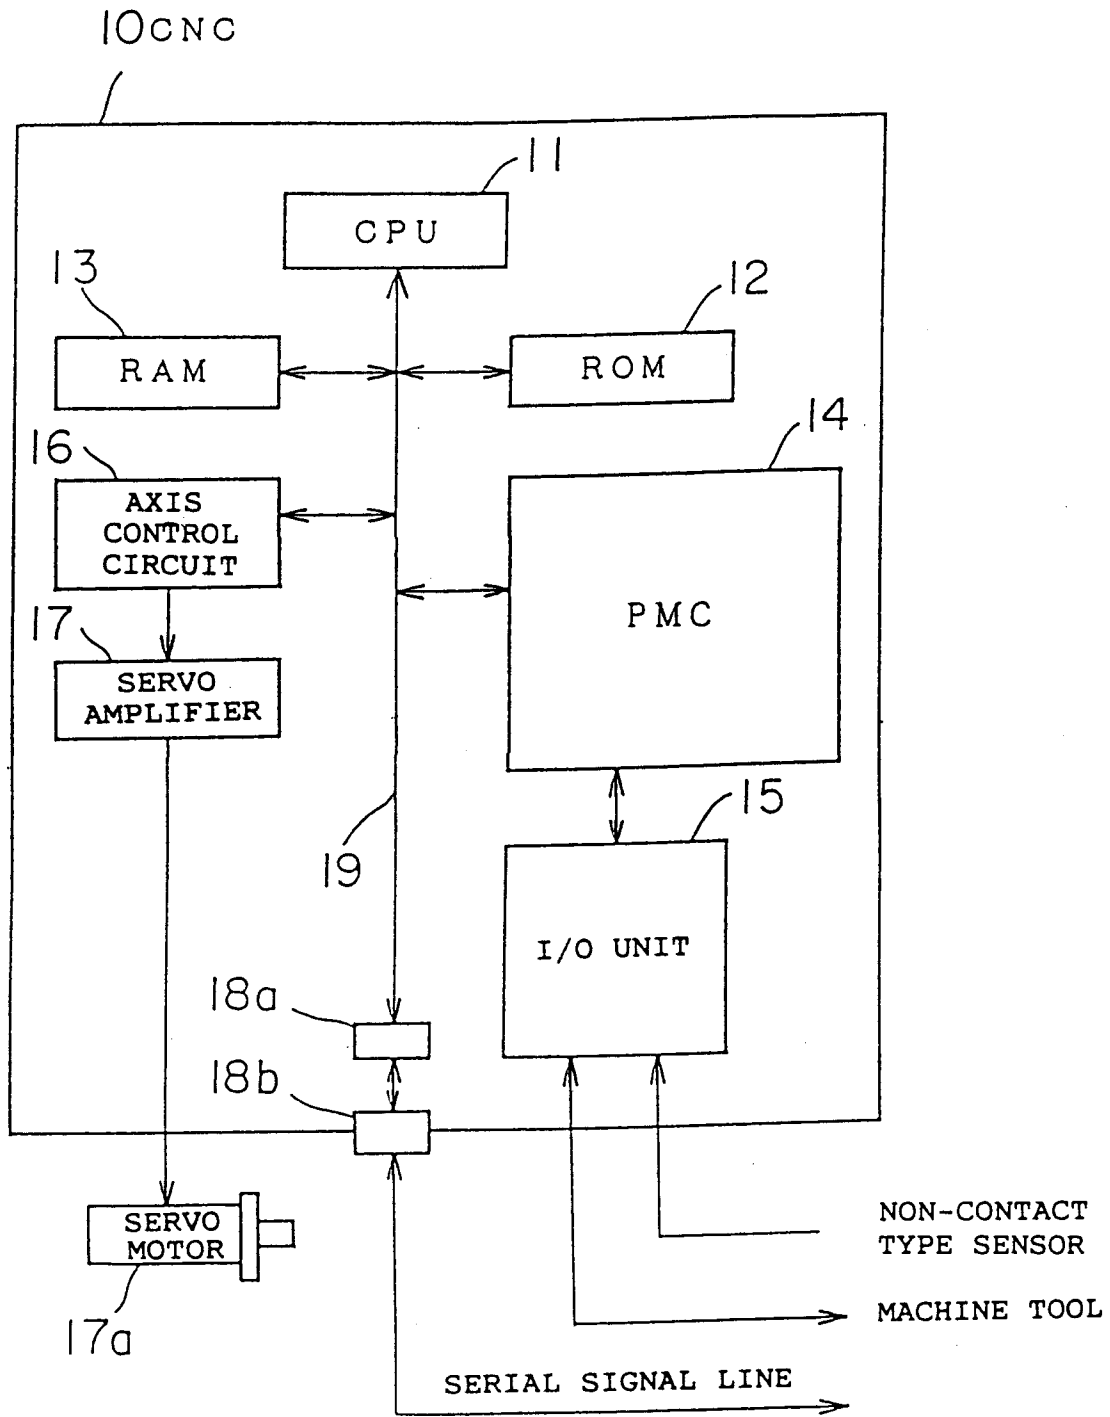 10CNC
11
CPU
13
12
RAM
ROM
16
14
AXIS
CONTROL
CIRCUIT
PMC
17
SERVO
AMPLIFIER
15
19
I/O UNIT
18a
18b
SERVO
MOTOR
NON-CONTACT
TYPE SENSOR
17a
MACHINE TOOL
SERIAL SIGNAL LINE